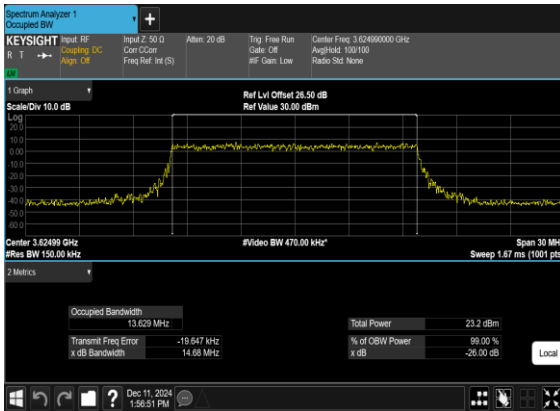 Spectrum Analyzer 1
Occupied BW
+
KEYSIGHT
R T
LXI
Input: RF
Coupling: DC
Align: Off
Input Z: 50 Ω
Corr CCorr
Freq Ref: Int (S)
Atten: 20 dB
Trig: Free Run
Gate: Off
#IF Gain: Low
Center Freq: 3.624990000 GHz
Avg|Hold: 100/100
Radio Std: None
1 Graph
Scale/Div 10.0 dB
Ref Lvl Offset 26.50 dB
Ref Value 30.00 dBm
Log
20.0
10.0
0.00
-10.0
-20.0
-30.0
-40.0
-50.0
-60.0
Center 3.62499 GHz
#Res BW 150.00 kHz
#Video BW 470.00 kHz*
Span 30 MH
Sweep 1.67 ms (1001 pts
2 Metrics
Occupied Bandwidth
13.629 MHz
Transmit Freq Error -19.647 kHz
x dB Bandwidth 14.68 MHz
Total Power 23.2 dBm
% of OBW Power 99.00 %
x dB -26.00 dB
Local
?
Dec 11, 2024
1:56:51 PM